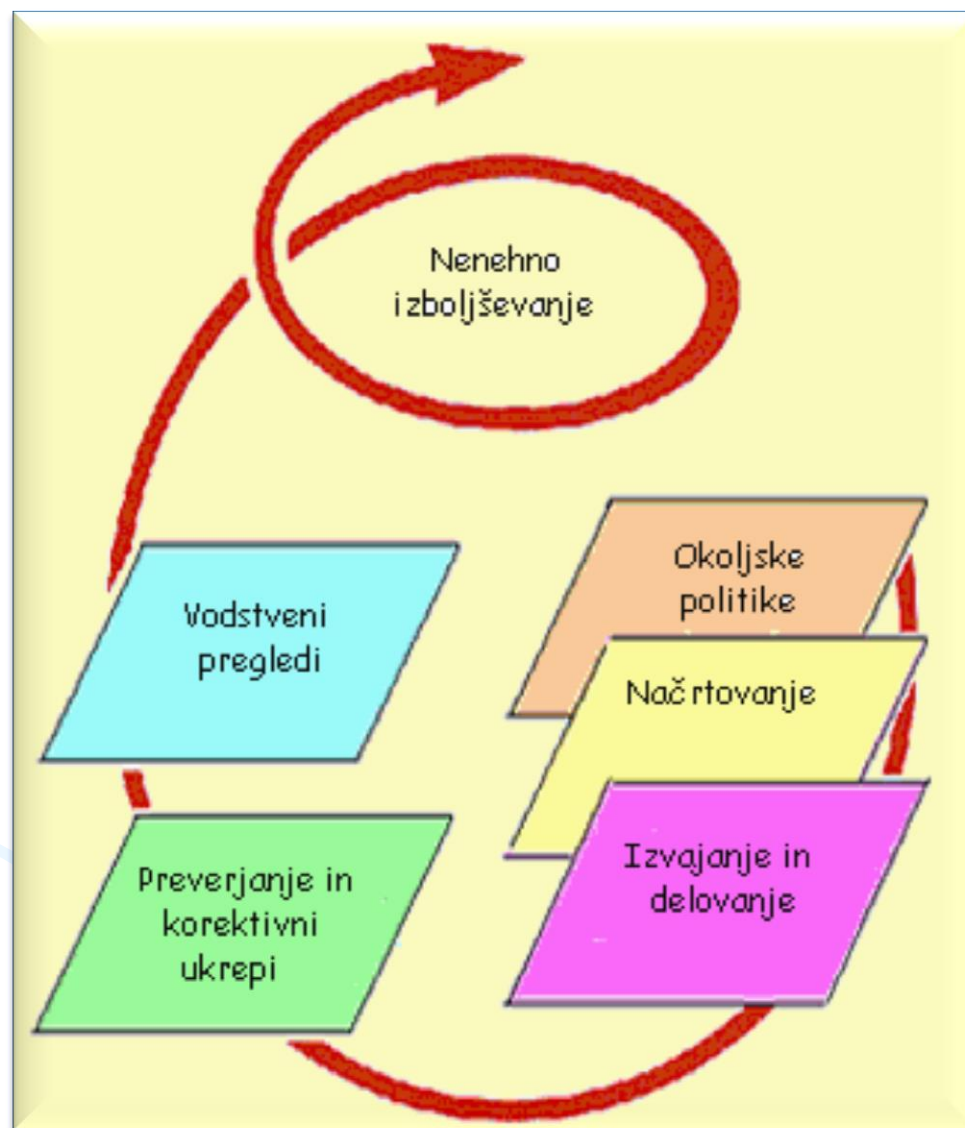 Nenehno
izboljševanje
Okoljske
politike
Vodstveni
pregledi
Načrtovanje
Izvajanje in
delovanje
Preverjanje in
korektivni
ukrepi